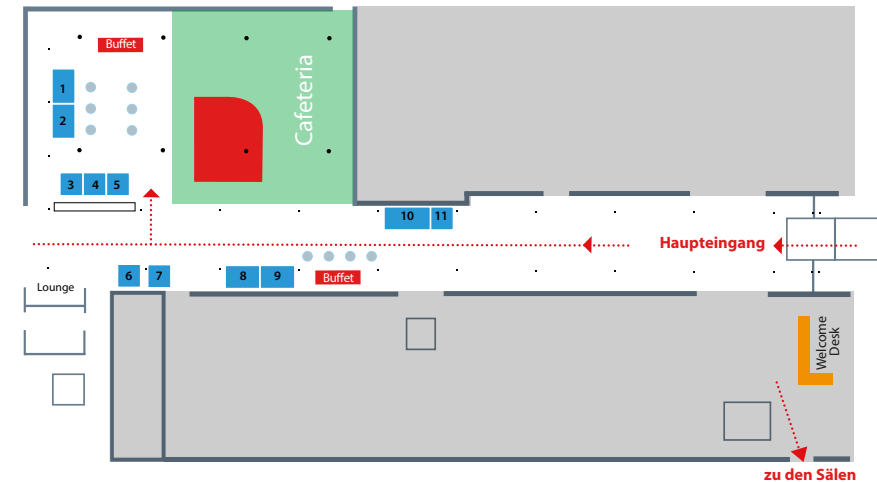 Buffet
Cafeteria
1
2
3 4 5
10 11
Haupteingang
6 7 8 9
Buffet
Lounge
Welcome
Desk
zu den Sälen